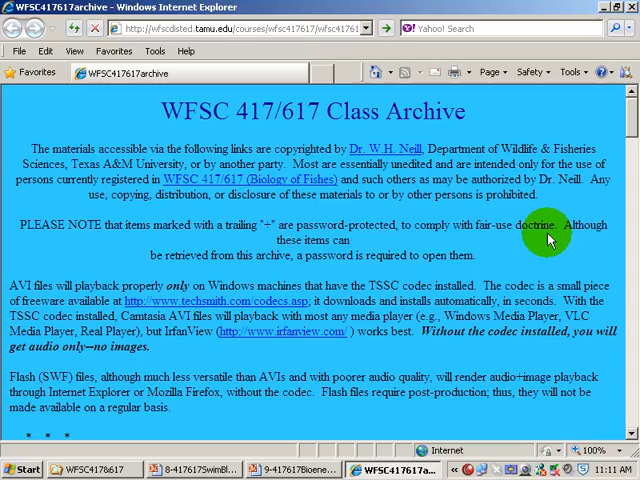 WFSC417617archive - Windows Internet Explorer
http://wfscdisted.tamu.edu/courses/wfsc417617/wfsc41761
Yahoo! Search
File Edit View Favorites Tools Help
Favorites WFSC417617archive Page Safety Tools
WFSC 417/617 Class Archive
The materials accessible via the following links are copyrighted by Dr. W.H. Neill, Department of Wildlife & Fisheries
Sciences, Texas A&M University, or by another party. Most are essentially unedited and are intended only for the use of
persons currently registered in WFSC 417/617 (Biology of Fishes) and such others as may be authorized by Dr. Neill. Any
use, copying, distribution, or disclosure of these materials to or by other persons is prohibited.
PLEASE NOTE that items marked with a trailing "+" are password-protected, to comply with fair-use doctrine. Although
these items can
be retrieved from this archive, a password is required to open them.
AVI files will playback properly only on Windows machines that have the TSSC codec installed. The codec is a small piece
of freeware available at http://www.techsmith.com/codecs.asp; it downloads and installs automatically, in seconds. With the
TSSC codec installed, Camtasia AVI files will playback with most any media player (e.g., Windows Media Player, VLC
Media Player, Real Player), but IrfanView (http://www.irfanview.com/ ) works best. Without the codec installed, you will
get audio only--no images.
Flash (SWF) files, although much less versatile than AVIs and with poorer audio quality, will render audio+image playback
through Internet Explorer or Mozilla Firefox, without the codec. Flash files require post-production; thus, they will not be
made available on a regular basis.
* * *
Internet 100%
Start WFSC417&617 8-417617SwimBl... 9-417617Bioene... WFSC417617a... 11:11 AM